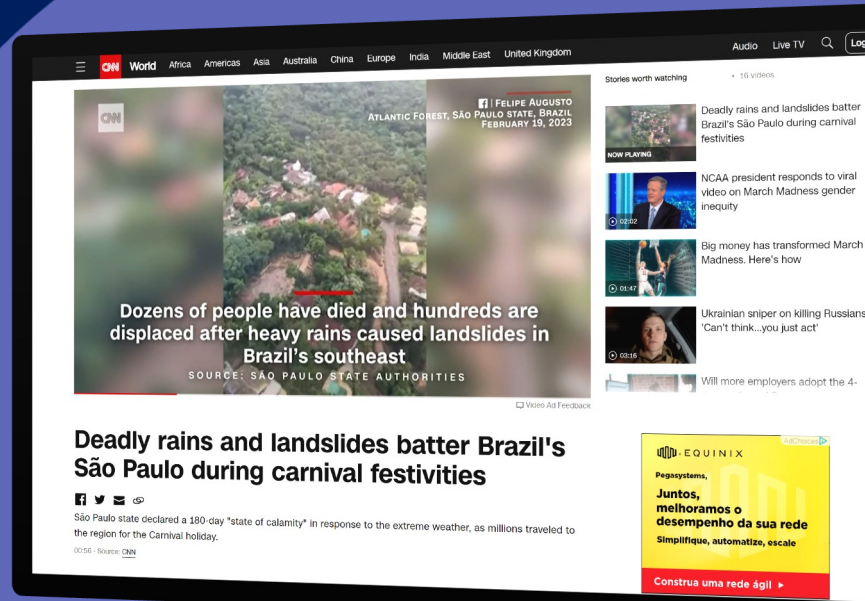 CNN World Africa Americas Asia Australia China Europe India Middle East United Kingdom
Audio Live TV Log
CNN
FELIPE AUGUSTO
ATLANTIC FOREST, SÃO PAULO STATE, BRAZIL
FEBRUARY 19, 2023
Dozens of people have died and hundreds are
displaced after heavy rains caused landslides in
Brazil's southeast
SOURCE: SÃO PAULO STATE AUTHORITIES
Video Ad Feedback
Deadly rains and landslides batter Brazil's
São Paulo during carnival festivities
São Paulo state declared a 180-day "state of calamity" in response to the extreme weather, as millions traveled to
the region for the Carnival holiday.
00:56 - Source: CNN
Stories worth watching • 16 videos
NOW PLAYING
Deadly rains and landslides batter
Brazil's São Paulo during carnival
festivities
02:02
NCAA president responds to viral
video on March Madness gender
inequity
01:47
Big money has transformed March
Madness. Here's how
03:16
Ukrainian sniper on killing Russians
'Can't think...you just act'
Will more employers adopt the 4-
AdChoices
EQUINIX
Pegasystems,
Juntos,
melhoramos o
desempenho da sua rede
Simplifique, automatize, escale
Construa uma rede ágil